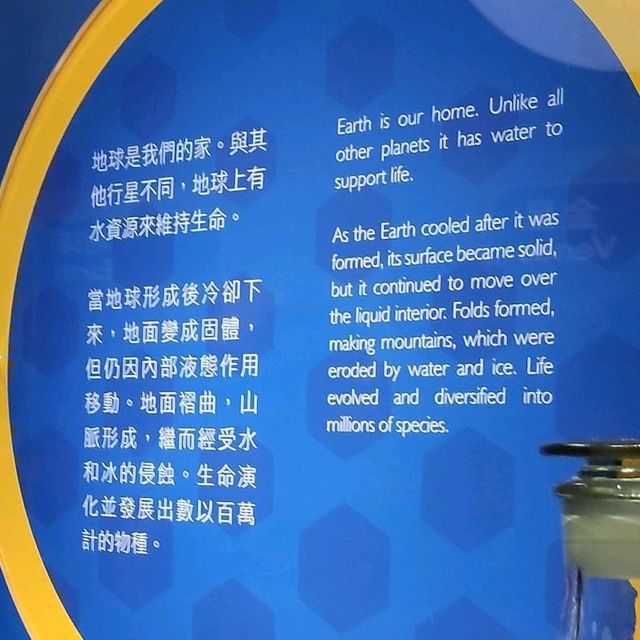 地球是我們的家。與其
他行星不同，地球上有
水資源來維持生命。
當地球形成後冷卻下
來，地面變成固體，
但仍因內部液態作用
移動。地面褶曲，山
脈形成，繼而經受水
和冰的侵蝕。生命演
化並發展出數以百萬
計的物種。
Earth is our home. Unlike all
other planets it has water to
support life.
As the Earth cooled after it was
formed, its surface became solid,
but it continued to move over
the liquid interior. Folds formed,
making mountains, which were
eroded by water and ice. Life
evolved and diversified into
millions of species.